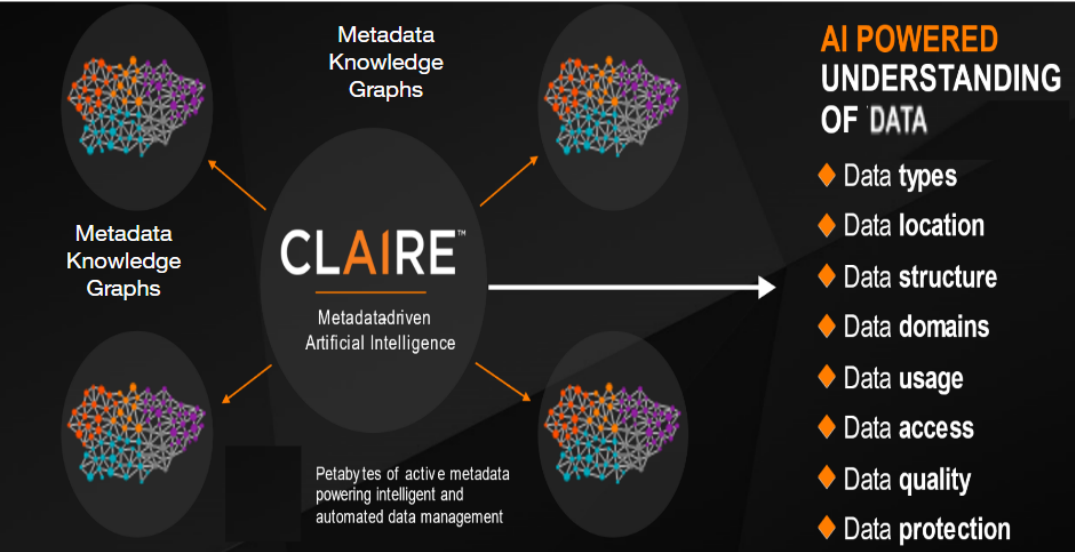 Metadata
Knowledge
Graphs
Metadata
Knowledge
Graphs
CLAIRE™
Metadatadriven
Artificial Intelligence
Petabytes of active metadata
powering intelligent and
automated data management
AI POWERED
UNDERSTANDING
OF DATA
Data types
Data location
Data structure
Data domains
Data usage
Data access
Data quality
Data protection